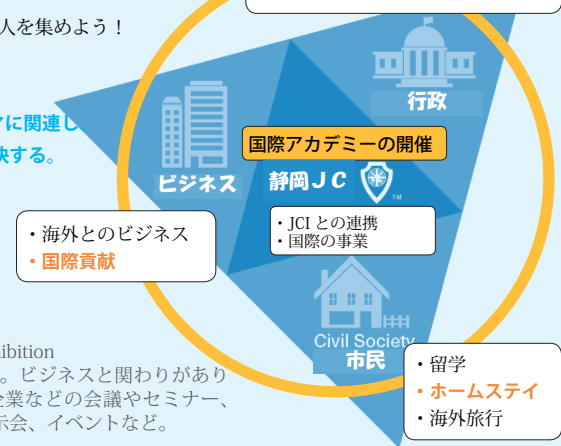 人を集めよう！
行政
に関連し
決する。
国際アカデミーの開催
ビジネス
静岡ＪＣ
TM
・JCI との連携
・国際の事業
・海外とのビジネス
・国際貢献
Civil Society
市民
ibition
。ビジネスと関わりがあり
企業などの会議やセミナー、
示会、イベントなど。
・留学
・ホームステイ
・海外旅行